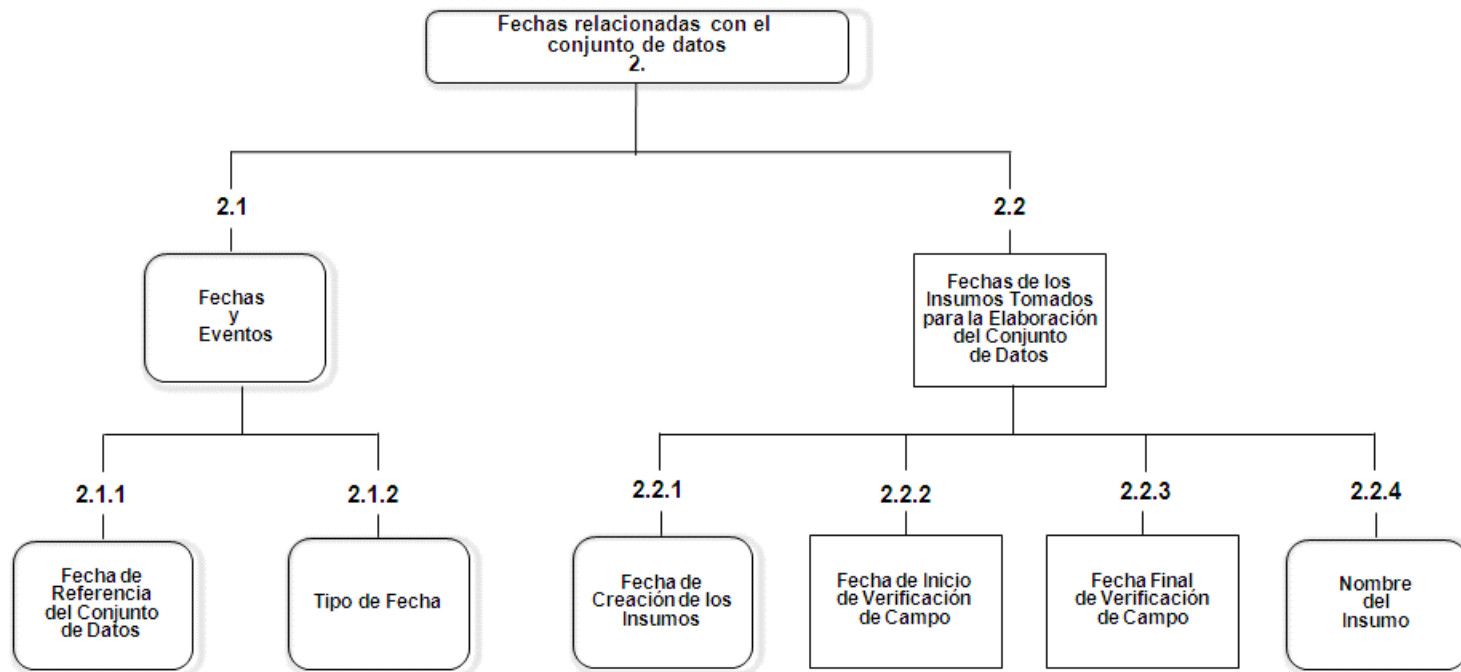 Fechas relacionadas con el
conjunto de datos
2.
2.1
2.2
Fechas
y
Eventos
Fechas de los
Insumos Tomados
para la Elaboración
del Conjunto
de Datos
2.1.1
2.1.2
2.2.1
2.2.2
2.2.3
2.2.4
Fecha de
Referencia
del Conjunto
de Datos
Tipo de Fecha
Fecha de
Creación de los
Insumos
Fecha de Inicio
de Verificación
de Campo
Fecha Final
de Verificación
de Campo
Nombre
del
Insumo